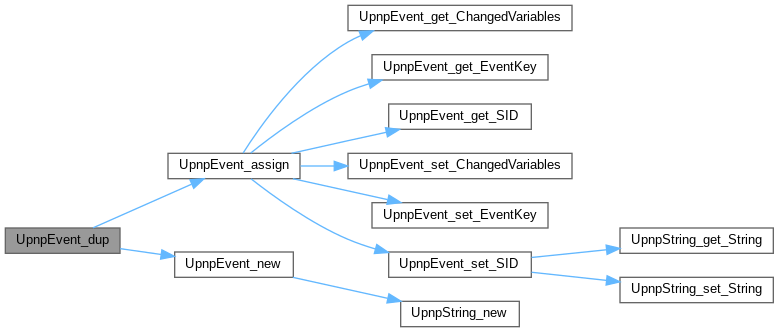 UpnpEvent_get_ChangedVariables
UpnpEvent_get_EventKey
UpnpEvent_get_SID
UpnpEvent_assign
UpnpEvent_set_ChangedVariables
UpnpEvent_set_EventKey
UpnpEvent_dup
UpnpString_get_String
UpnpEvent_new
UpnpEvent_set_SID
UpnpString_set_String
UpnpString_new